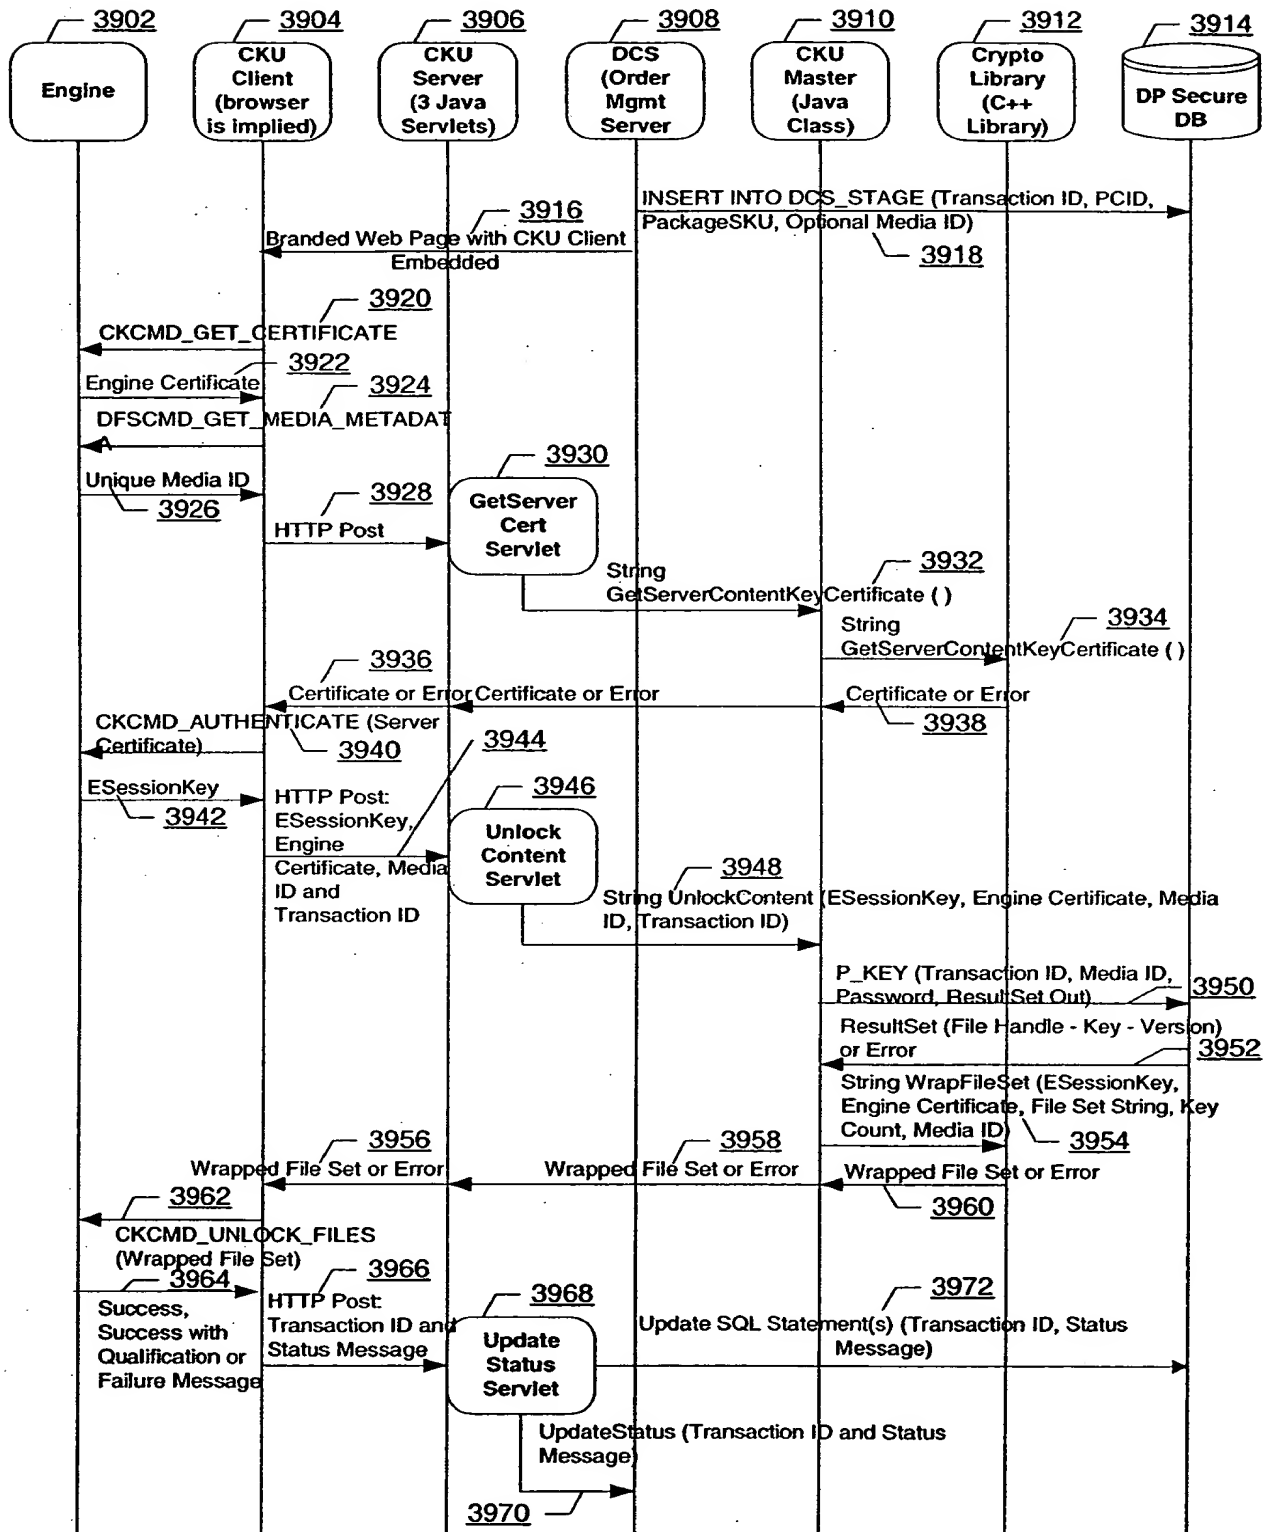 3902
3904
3906
3908
3910
3912
3914
Engine
CKU
Client
(browser
is implied)
CKU
Server
(3 Java
Servlets)
DCS
(Order
Mgmt
Server
CKU
Master
(Java
Class)
Crypto
Library
(C++
Library)
DP Secure
DB
INSERT INTO DCS_STAGE (Transaction ID, PCID,
PackageSKU, Optional Media ID)
3916
3918
Branded Web Page with CKU Client
Embedded
3920
CKCMD_GET_CERTIFICATE
3922
Engine Certificate
3924
DFSCMD_GET_MEDIA_METADAT
A
Unique Media ID
3926
3928
HTTP Post
3930
GetServer
Cert
Servlet
3932
String
GetServerContentKeyCertificate ( )
3934
String
GetServerContentKeyCertificate ( )
3936
Certificate or Error
Certificate or Error
Certificate or Error
3938
CKCMD_AUTHENTICATE (Server
Certificate)
3940
3944
ESessionKey
3942
HTTP Post:
ESessionKey,
Engine
Certificate, Media
ID and
Transaction ID
3946
Unlock
Content
Servlet
3948
String UnlockContent (ESessionKey, Engine Certificate, Media
ID, Transaction ID)
P_KEY (Transaction ID, Media ID,
Password, ResultSet Out)
3950
ResultSet (File Handle - Key - Version)
or Error
3952
String WrapFileSet (ESessionKey,
Engine Certificate, File Set String, Key
Count, Media ID)
3954
3956
Wrapped File Set or Error
3958
Wrapped File Set or Error
Wrapped File Set or Error
3960
3962
CKCMD_UNLOCK_FILES
(Wrapped File Set)
3964
Success,
Success with
Qualification or
Failure Message
3966
HTTP Post:
Transaction ID and
Status Message
3968
Update
Status
Servlet
3972
Update SQL Statement(s) (Transaction ID, Status
Message)
UpdateStatus (Transaction ID and Status
Message)
3970